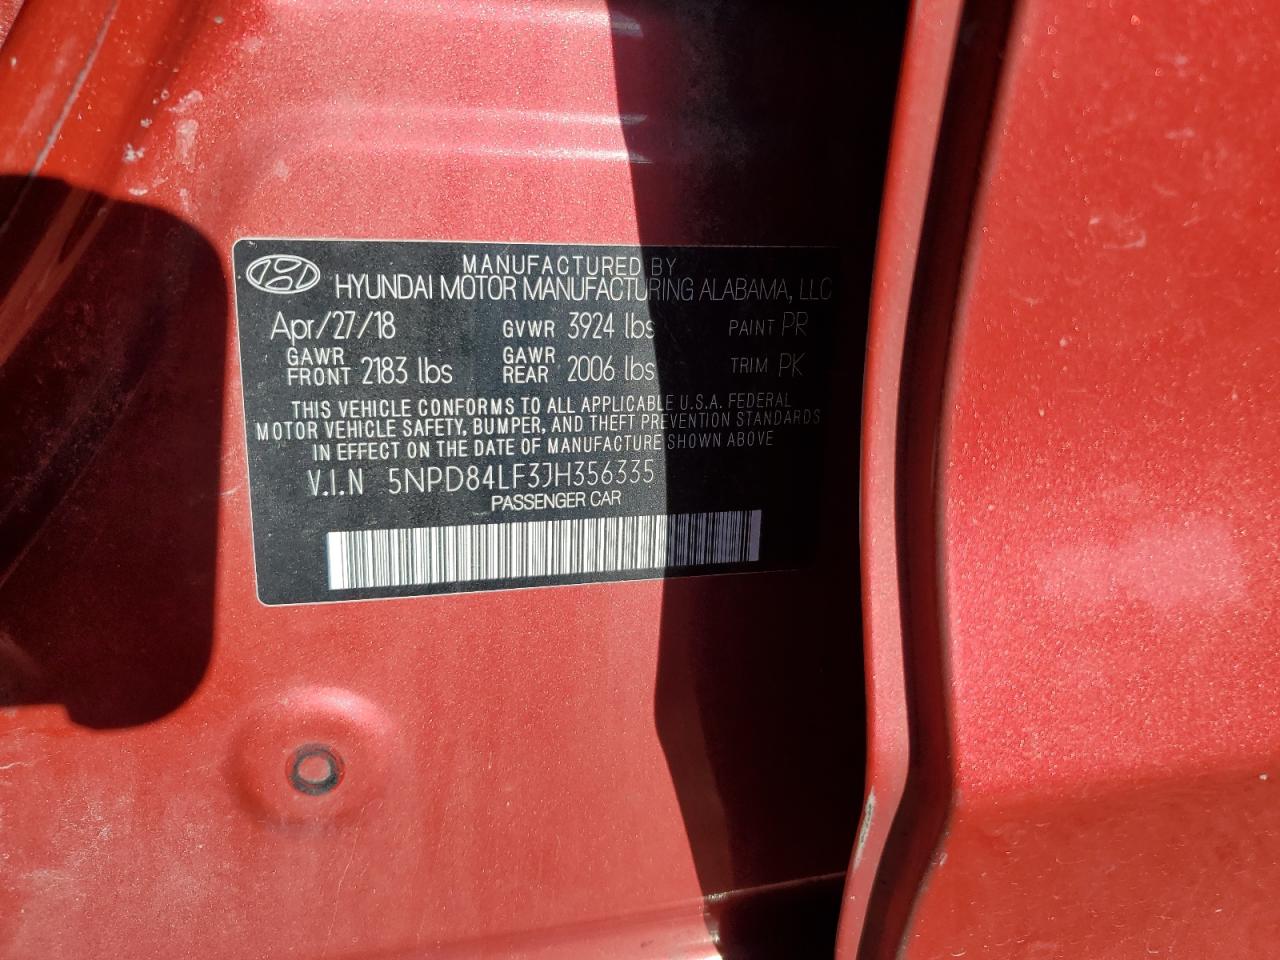 MANUFACTURED BY
HYUNDAI MOTOR MANUFACTURING ALABAMA, LLC
Apr/27/18 GVWR 3924 lbs PAINT PR
GAWR FRONT 2183 lbs GAWR REAR 2006 lbs TRIM PK
THIS VEHICLE CONFORMS TO ALL APPLICABLE U.S.A. FEDERAL
MOTOR VEHICLE SAFETY, BUMPER, AND THEFT PREVENTION STANDARDS
IN EFFECT ON THE DATE OF MANUFACTURE SHOWN ABOVE
V.I.N 5NPD84LF3JH356335
PASSENGER CAR